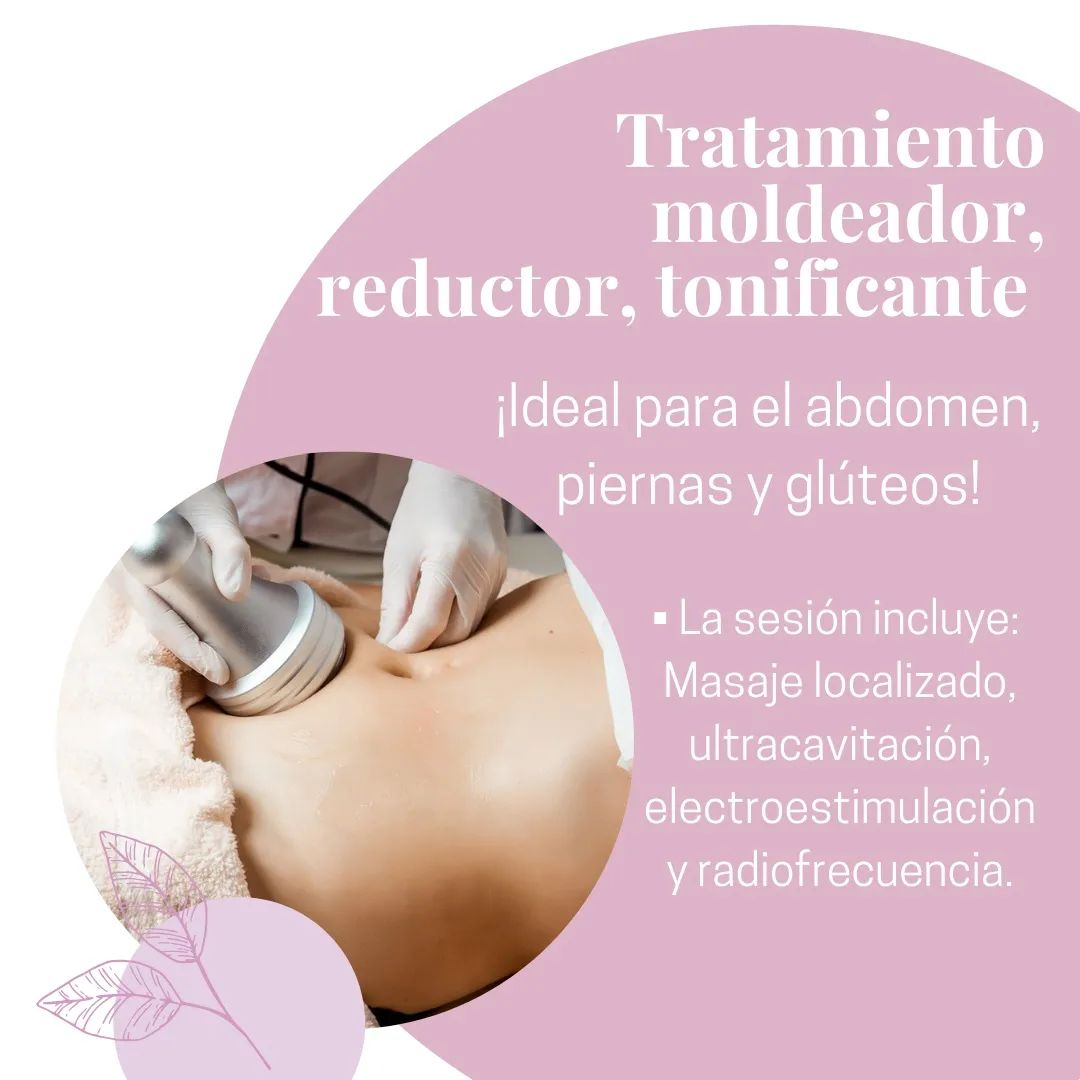 Tratamiento
moldeador,
reductor, tonificante
¡Ideal para el abdomen,
piernas y glúteos!
▪ La sesión incluye:
Masaje localizado,
ultracavitación,
electroestimulación
y radiofrecuencia.